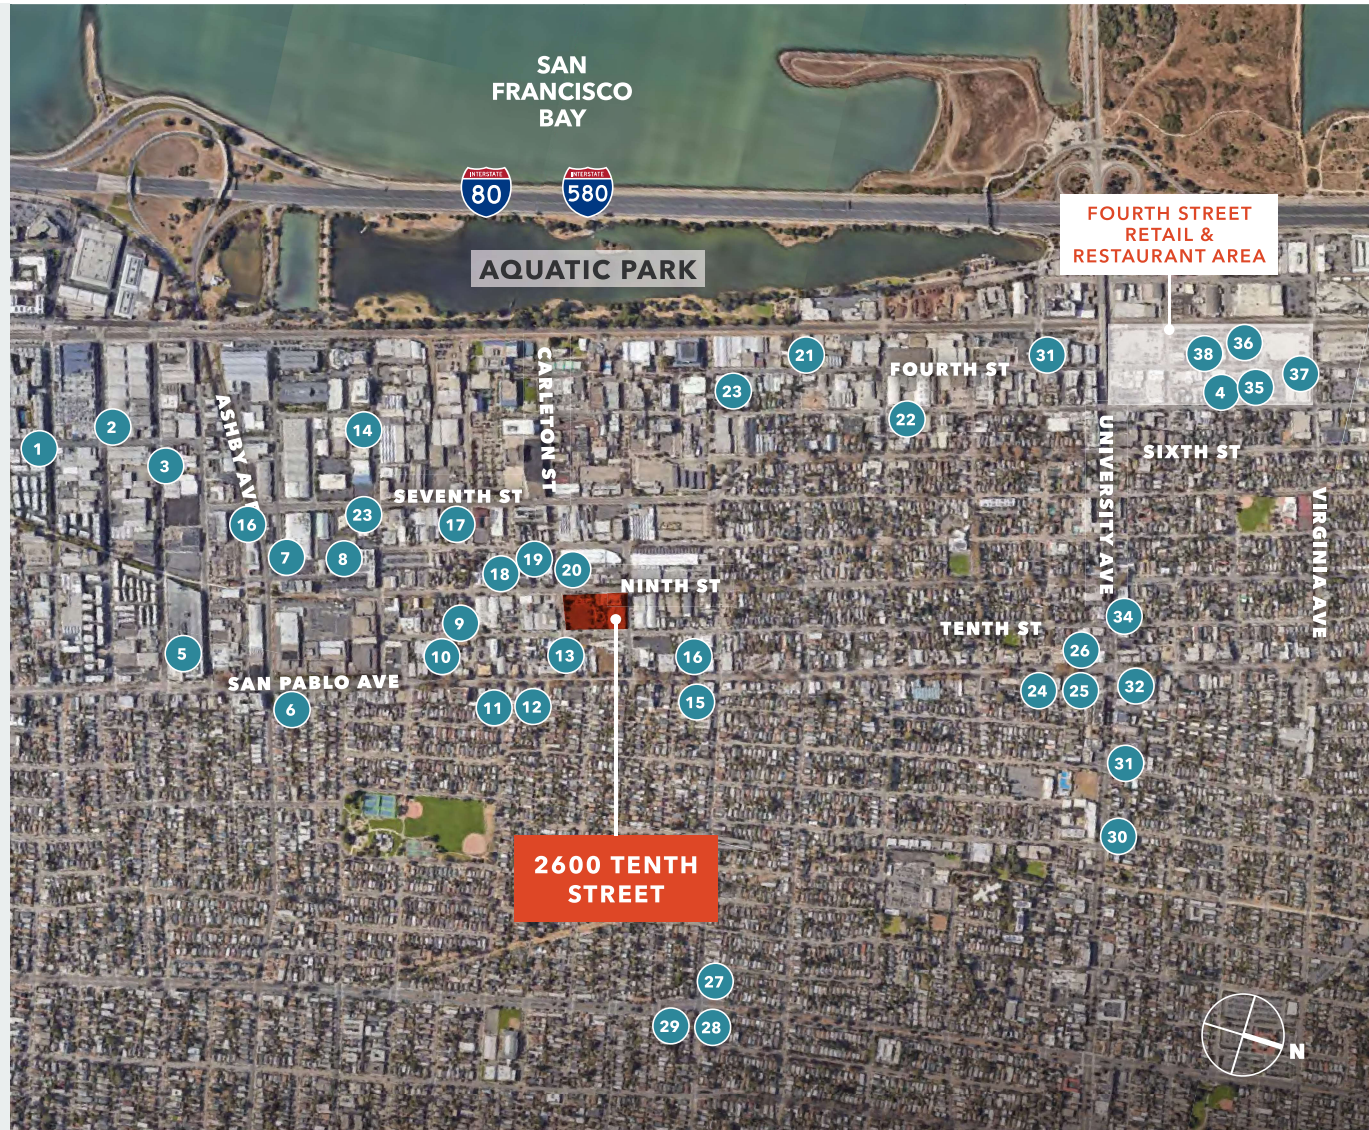 SAN
FRANCISCO
BAY
INTERSTATE
80
INTERSTATE
580
FOURTH STREET
RETAIL &
RESTAURANT AREA
AQUATIC PARK
36
38
21
31
CARLETON ST
FOURTH ST
37
23
4
35
22
ASHBY AVE
2
14
1
UNIVERSITY AVE
SIXTH ST
3
SEVENTH ST
VIRGINIA AVE
16
23
17
7
8
18
19
20
NINTH ST
34
9
TENTH ST
5
10
13
16
26
SAN PABLO AVE
6
11
12
15
24
25
32
31
30
2600 TENTH
STREET
27
29
28
N